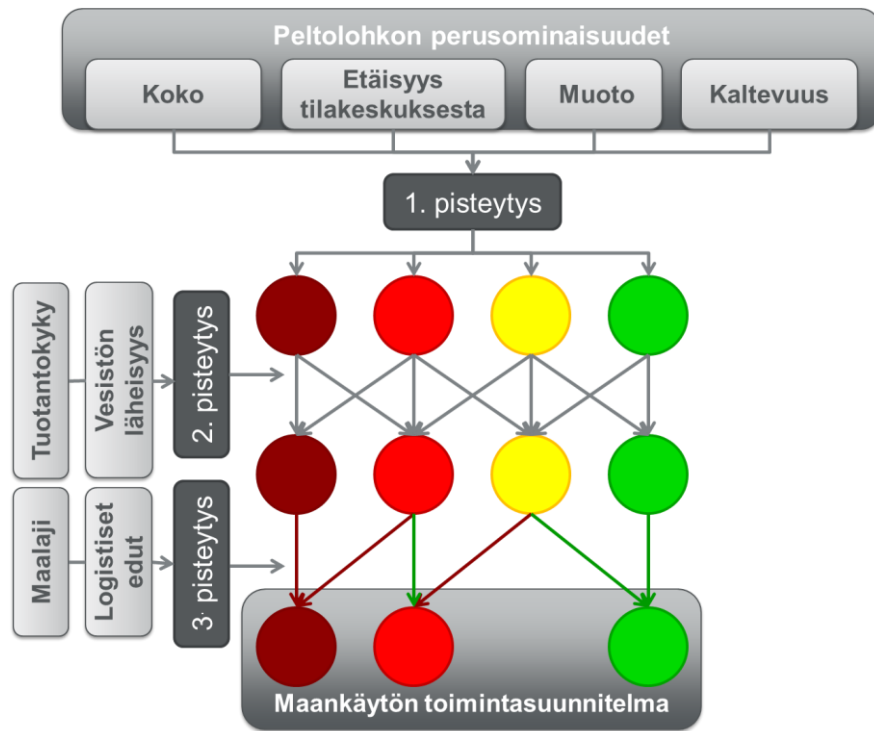 Peltolohkon perusominaisuudet
Koko
Etäisyys
tilakeskuksesta
Muoto
Kaltevuus
1. pisteytys
Tuotantokyky
Vesistön
läheisyys
2. pisteytys
Maalaji
Logistiset
edut
3. pisteytys
Maankäytön toimintasuunnitelma